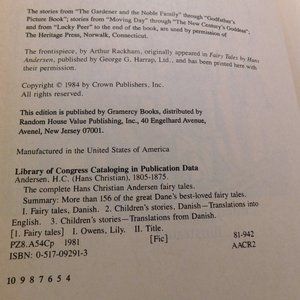 The stories from "The Gardener and the Noble Family" through "Godfather's
Picture Book"; stories from "Moving Day" through "The New Century's Goddess";
and from "Lucky Peer" to the end of the book, are used by permission of
The Heritage Press, Norwalk, Connecticut.
The frontispiece, by Arthur Rackham, originally appeared in Fairy Tales by Hans
Andersen, published by George G. Harrap, Ltd., and has been printed here with
their permission.
Copyright © 1984 by Crown Publishers, Inc.
All rights reserved.
This edition is published by Gramercy Books, distributed by
Random House Value Publishing, Inc., 40 Engelhard Avenue,
Avenel, New Jersey 07001.
Manufactured in the United States of America
Library of Congress Cataloging in Publication Data
Andersen, H.C. (Hans Christian), 1805-1875.
The complete Hans Christian Andersen fairy tales.
Summary: More than 156 of the great Dane's best-loved fairy tales.
1. Fairy tales, Danish. 2. Children's stories, Danish—Translations into
English. 3. Children's stories—Translations from Danish.
[1. Fairy tales] I. Owens, Lily. II. Title.
PZ8.A54Cp 1981 [Fic] 81-942
AACR2
ISBN: 0-517-09291-3
10 9 8 7 6 5 4